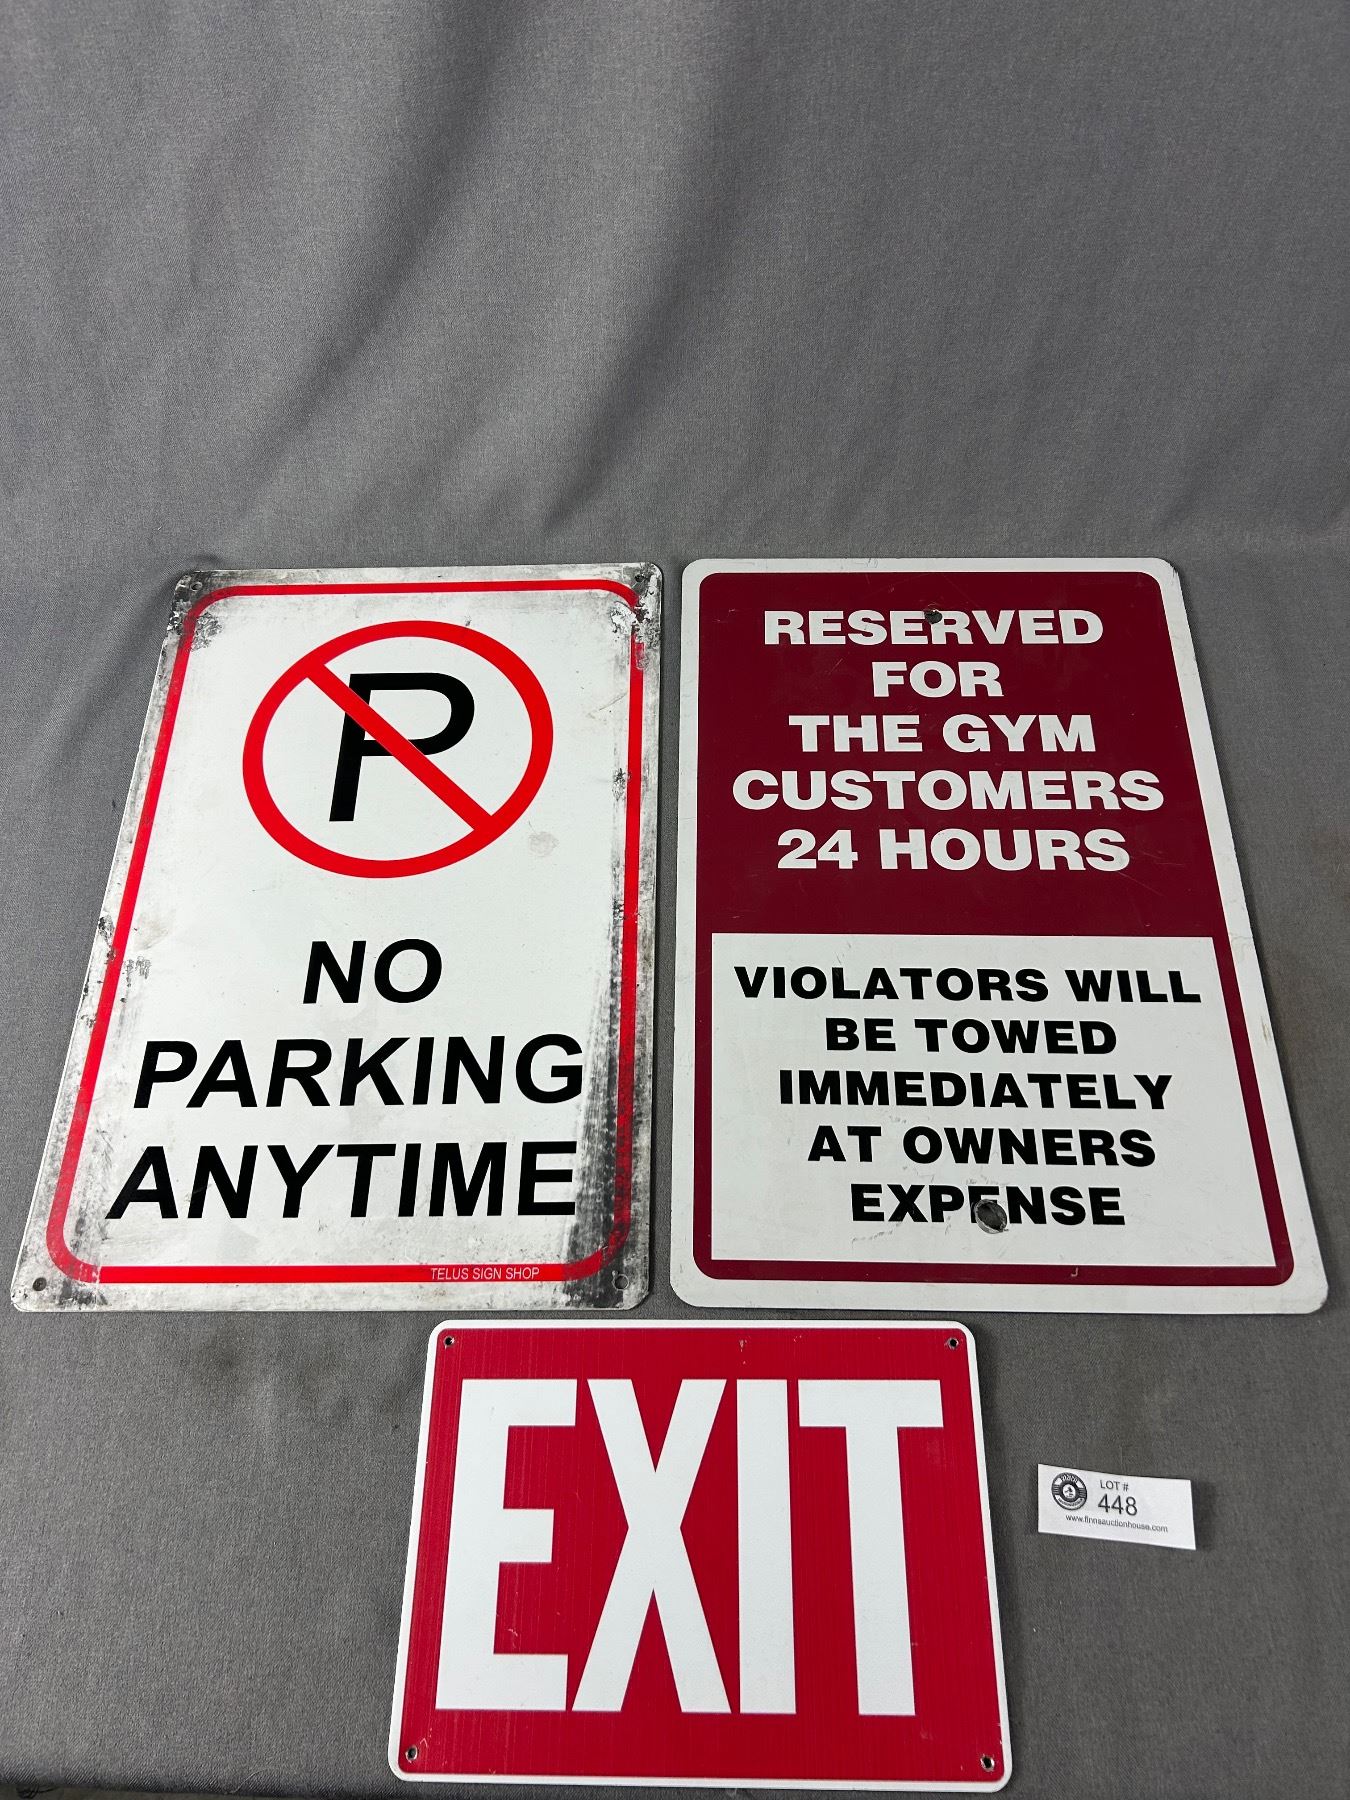 P
NO
PARKING
ANYTIME
TELUS SIGN SHOP
RESERVED
FOR
THE GYM
CUSTOMERS
24 HOURS
VIOLATORS WILL
BE TOWED
IMMEDIATELY
AT OWNERS
EXPENSE
EXIT
LOT #
448
www.finnsauctionhouse.com